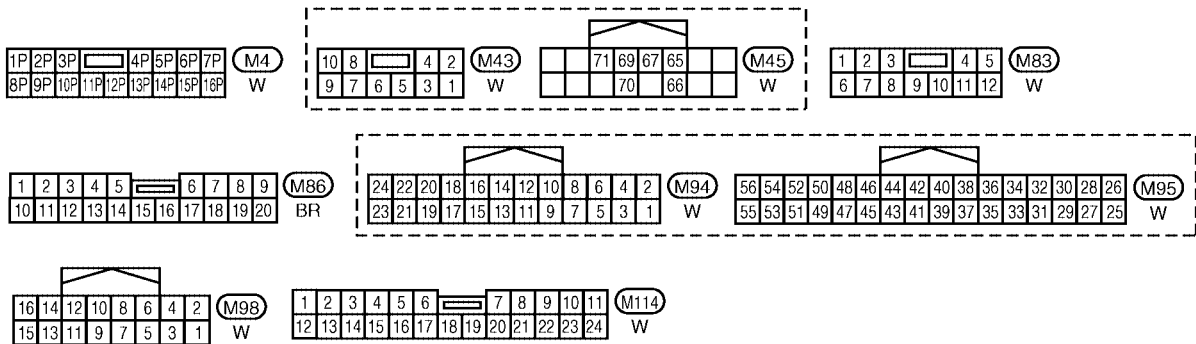 1P 2P 3P 4P 5P 6P 7P M4
8P 9P 10P 11P 12P 13P 14P 15P 16P W
10 8 4 2 M43
9 7 6 5 3 1 W
71 69 67 65 M45
70 66 W
1 2 3 4 5 M83
6 7 8 9 10 11 12 W
1 2 3 4 5 6 7 8 9 M86
10 11 12 13 14 15 16 17 18 19 20 BR
24 22 20 18 16 14 12 10 8 6 4 2 M94
23 21 19 17 15 13 11 9 7 5 3 1 W
56 54 52 50 48 46 44 42 40 38 36 34 32 30 28 26 M95
55 53 51 49 47 45 43 41 39 37 35 33 31 29 27 25 W
16 14 12 10 8 6 4 2 M98
15 13 11 9 7 5 3 1 W
1 2 3 4 5 6 7 8 9 10 11 M114
12 13 14 15 16 17 18 19 20 21 22 23 24 W